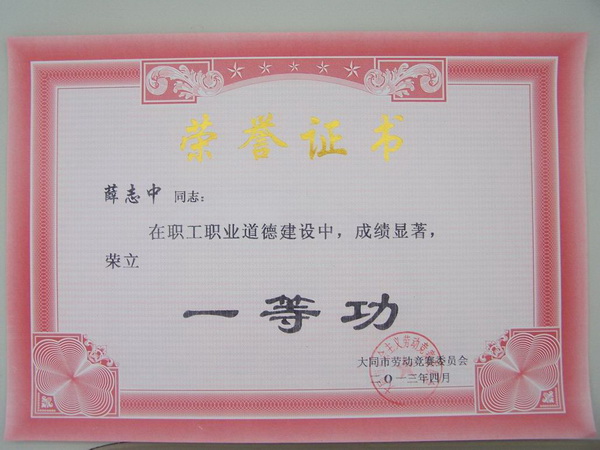 荣誉证书
薛志中 同志：
在职工职业道德建设中，成绩显著，
荣立
一等功
大同市劳动竞赛委员会
二O一三年四月